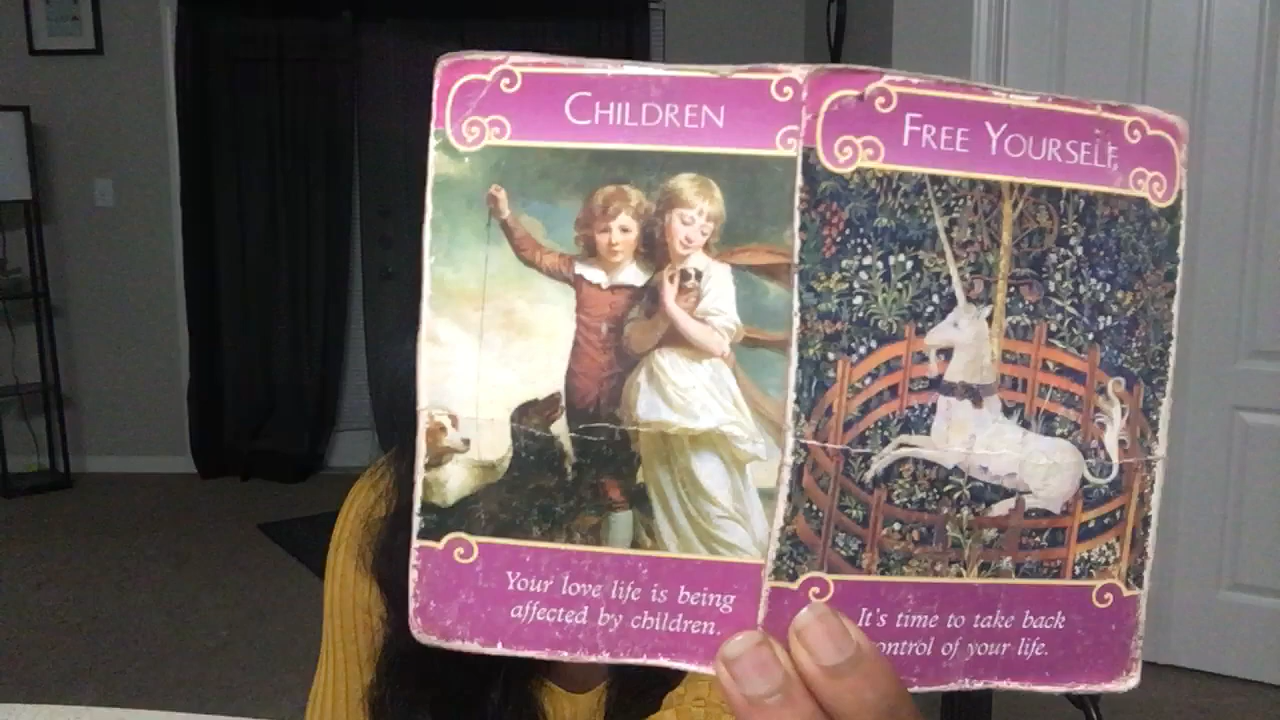 CHILDREN
Your love life is being
affected by children.
FREE YOURSELF
It's time to take back
control of your life.